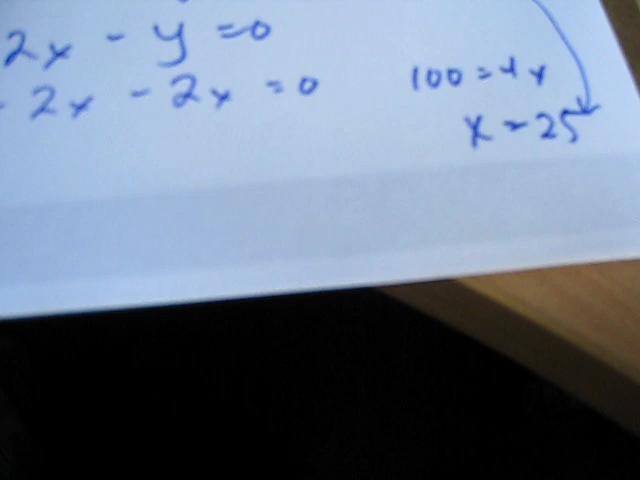 2x - y = 0
- 2x - 2x = 0
100 = 4x
x = 25